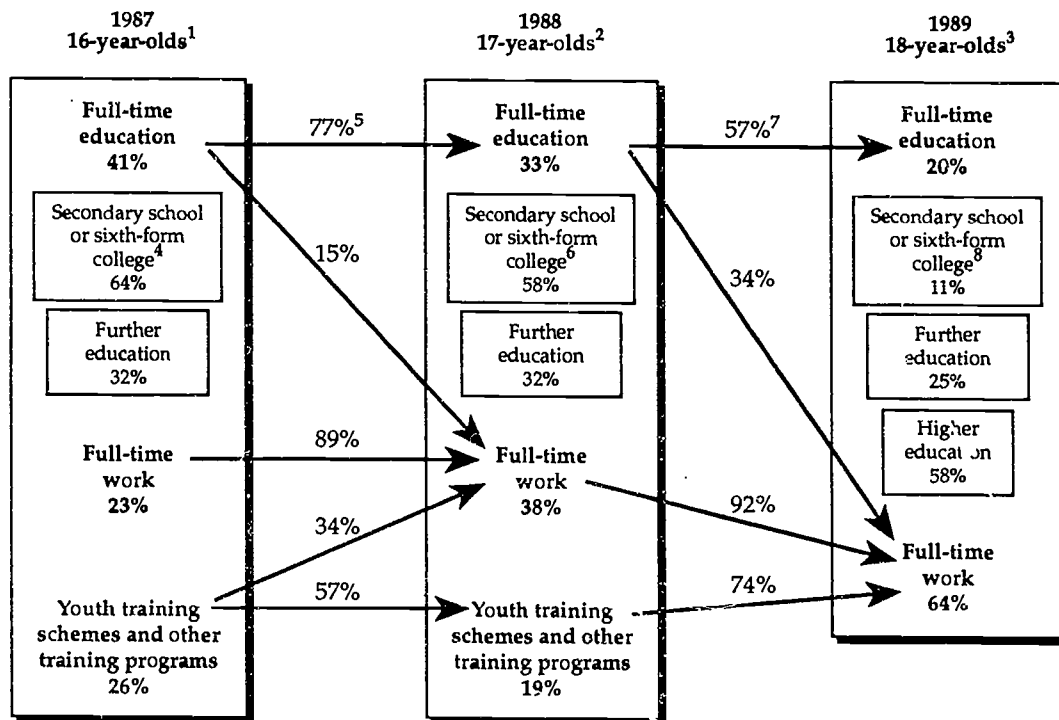 1987
16-year-olds1
Full-time
education
41%
Secondary school
or sixth-form
college4
64%
Further
education
32%
Full-time
work
23%
Youth training
schemes and other
training programs
26%
77%5
15%
89%
34%
57%
1988
17-year-olds2
Full-time
education
33%
Secondary school
or sixth-form
college6
58%
Further
education
32%
Full-time
work
38%
Youth training
schemes and other
training programs
19%
57%7
34%
92%
74%
1989
18-year-olds3
Full-time
education
20%
Secondary school
or sixth-form
college8
11%
Further
education
25%
Higher
education
58%
Full-time
work
64%